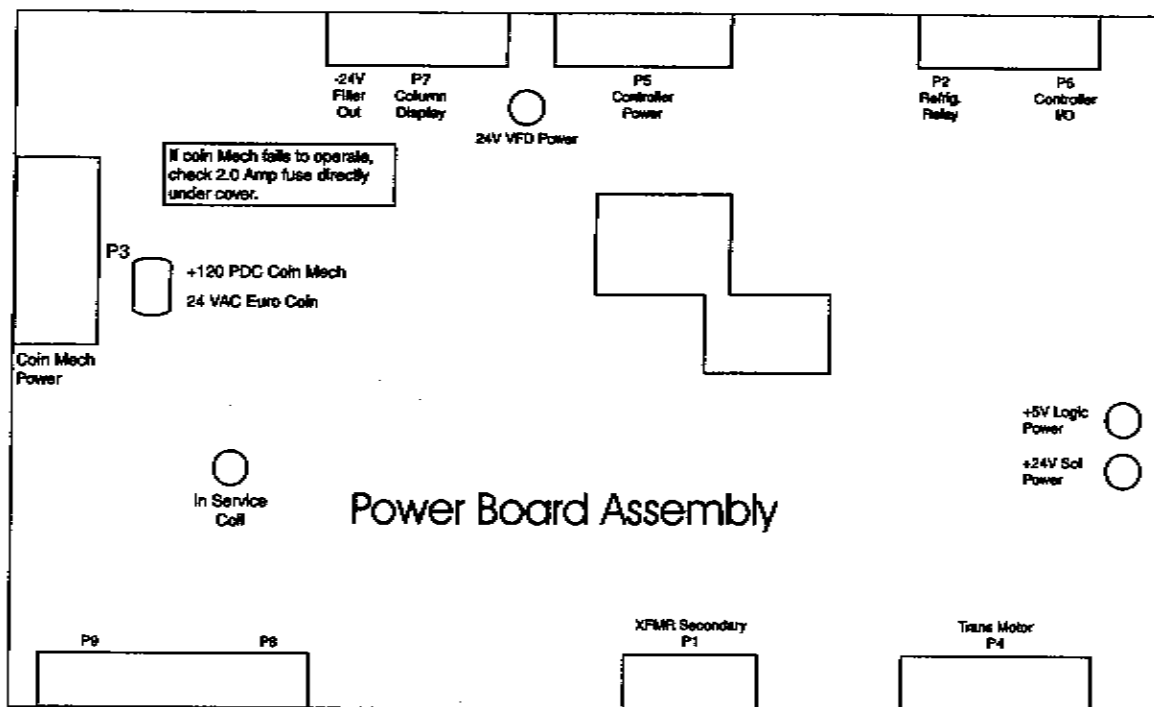 -24V
Filler
Out
P7
Column
Display
24V VFD Power
P5
Controller
Power
P2
Refrig.
Relay
P6
Controller
I/O
If coin Mech fails to operate,
check 2.0 Amp fuse directly
under cover.
P3
+120 PDC Coin Mech
24 VAC Euro Coin
Coin Mech
Power
+5V Logic
Power
+24V Sol
Power
In Service
Coil
Power Board Assembly
P9
P8
XFMR Secondary
P1
Trans Motor
P4